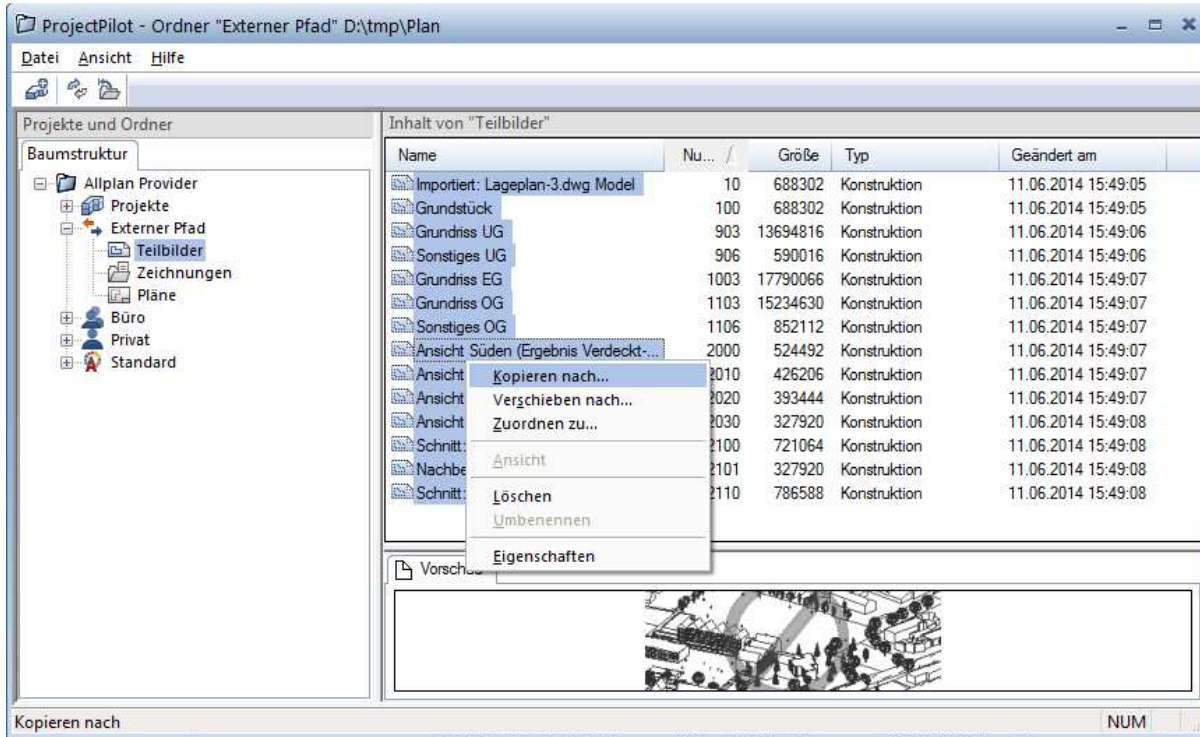 ProjectPilot - Ordner "Externer Pfad" D:\tmp\Plan
Datei Ansicht Hilfe
Projekte und Ordner
Baumstruktur
Allplan Provider
Projekte
Externer Pfad
Teilbilder
Zeichnungen
Pläne
Büro
Privat
Standard
Inhalt von "Teilbilder"
Name Nu... Größe Typ Geändert am
Importiert: Lageplan-3.dwg Model 10 688302 Konstruktion 11.06.2014 15:49:05
Grundstück 100 688302 Konstruktion 11.06.2014 15:49:05
Grundriss UG 903 13694816 Konstruktion 11.06.2014 15:49:06
Sonstiges UG 906 590016 Konstruktion 11.06.2014 15:49:06
Grundriss EG 1003 17790066 Konstruktion 11.06.2014 15:49:07
Grundriss OG 1103 15234630 Konstruktion 11.06.2014 15:49:07
Sonstiges OG 1106 852112 Konstruktion 11.06.2014 15:49:07
Ansicht Süden (Ergebnis Verdeckt-... 2000 524492 Konstruktion 11.06.2014 15:49:07
Ansicht 2010 426206 Konstruktion 11.06.2014 15:49:07
Ansicht 2020 393444 Konstruktion 11.06.2014 15:49:07
Ansicht 2030 327920 Konstruktion 11.06.2014 15:49:08
Schnitt: 2100 721064 Konstruktion 11.06.2014 15:49:08
Nachbe 2101 327920 Konstruktion 11.06.2014 15:49:08
Schnitt: 2110 786588 Konstruktion 11.06.2014 15:49:08
Kopieren nach...
Verschieben nach...
Zuordnen zu...
Ansicht
Löschen
Umbenennen
Eigenschaften
Vorschau
Kopieren nach NUM